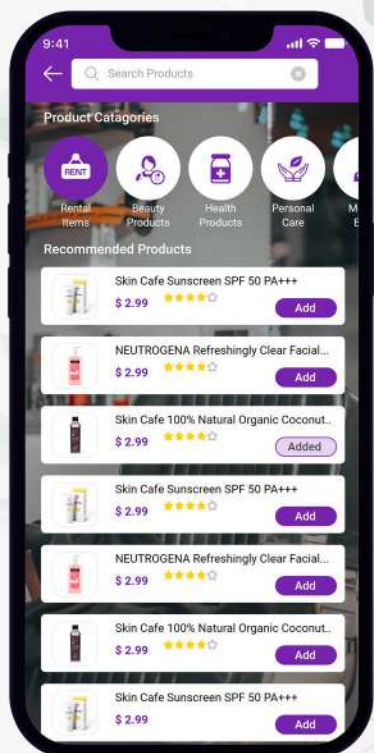 9:41
Search Products
Product Catagories
RENT
Rental
Items
Beauty
Products
Health
Products
Personal
Care
Recommended Products
Skin Cafe Sunscreen SPF 50 PA+++
$ 2.99
Add
NEUTROGENA Refreshingly Clear Facial...
$ 2.99
Add
Skin Cafe 100% Natural Organic Coconut..
$ 2.99
Added
Skin Cafe Sunscreen SPF 50 PA+++
$ 2.99
Add
NEUTROGENA Refreshingly Clear Facial...
$ 2.99
Add
Skin Cafe 100% Natural Organic Coconut..
$ 2.99
Add
Skin Cafe Sunscreen SPF 50 PA+++
$ 2.99
Add